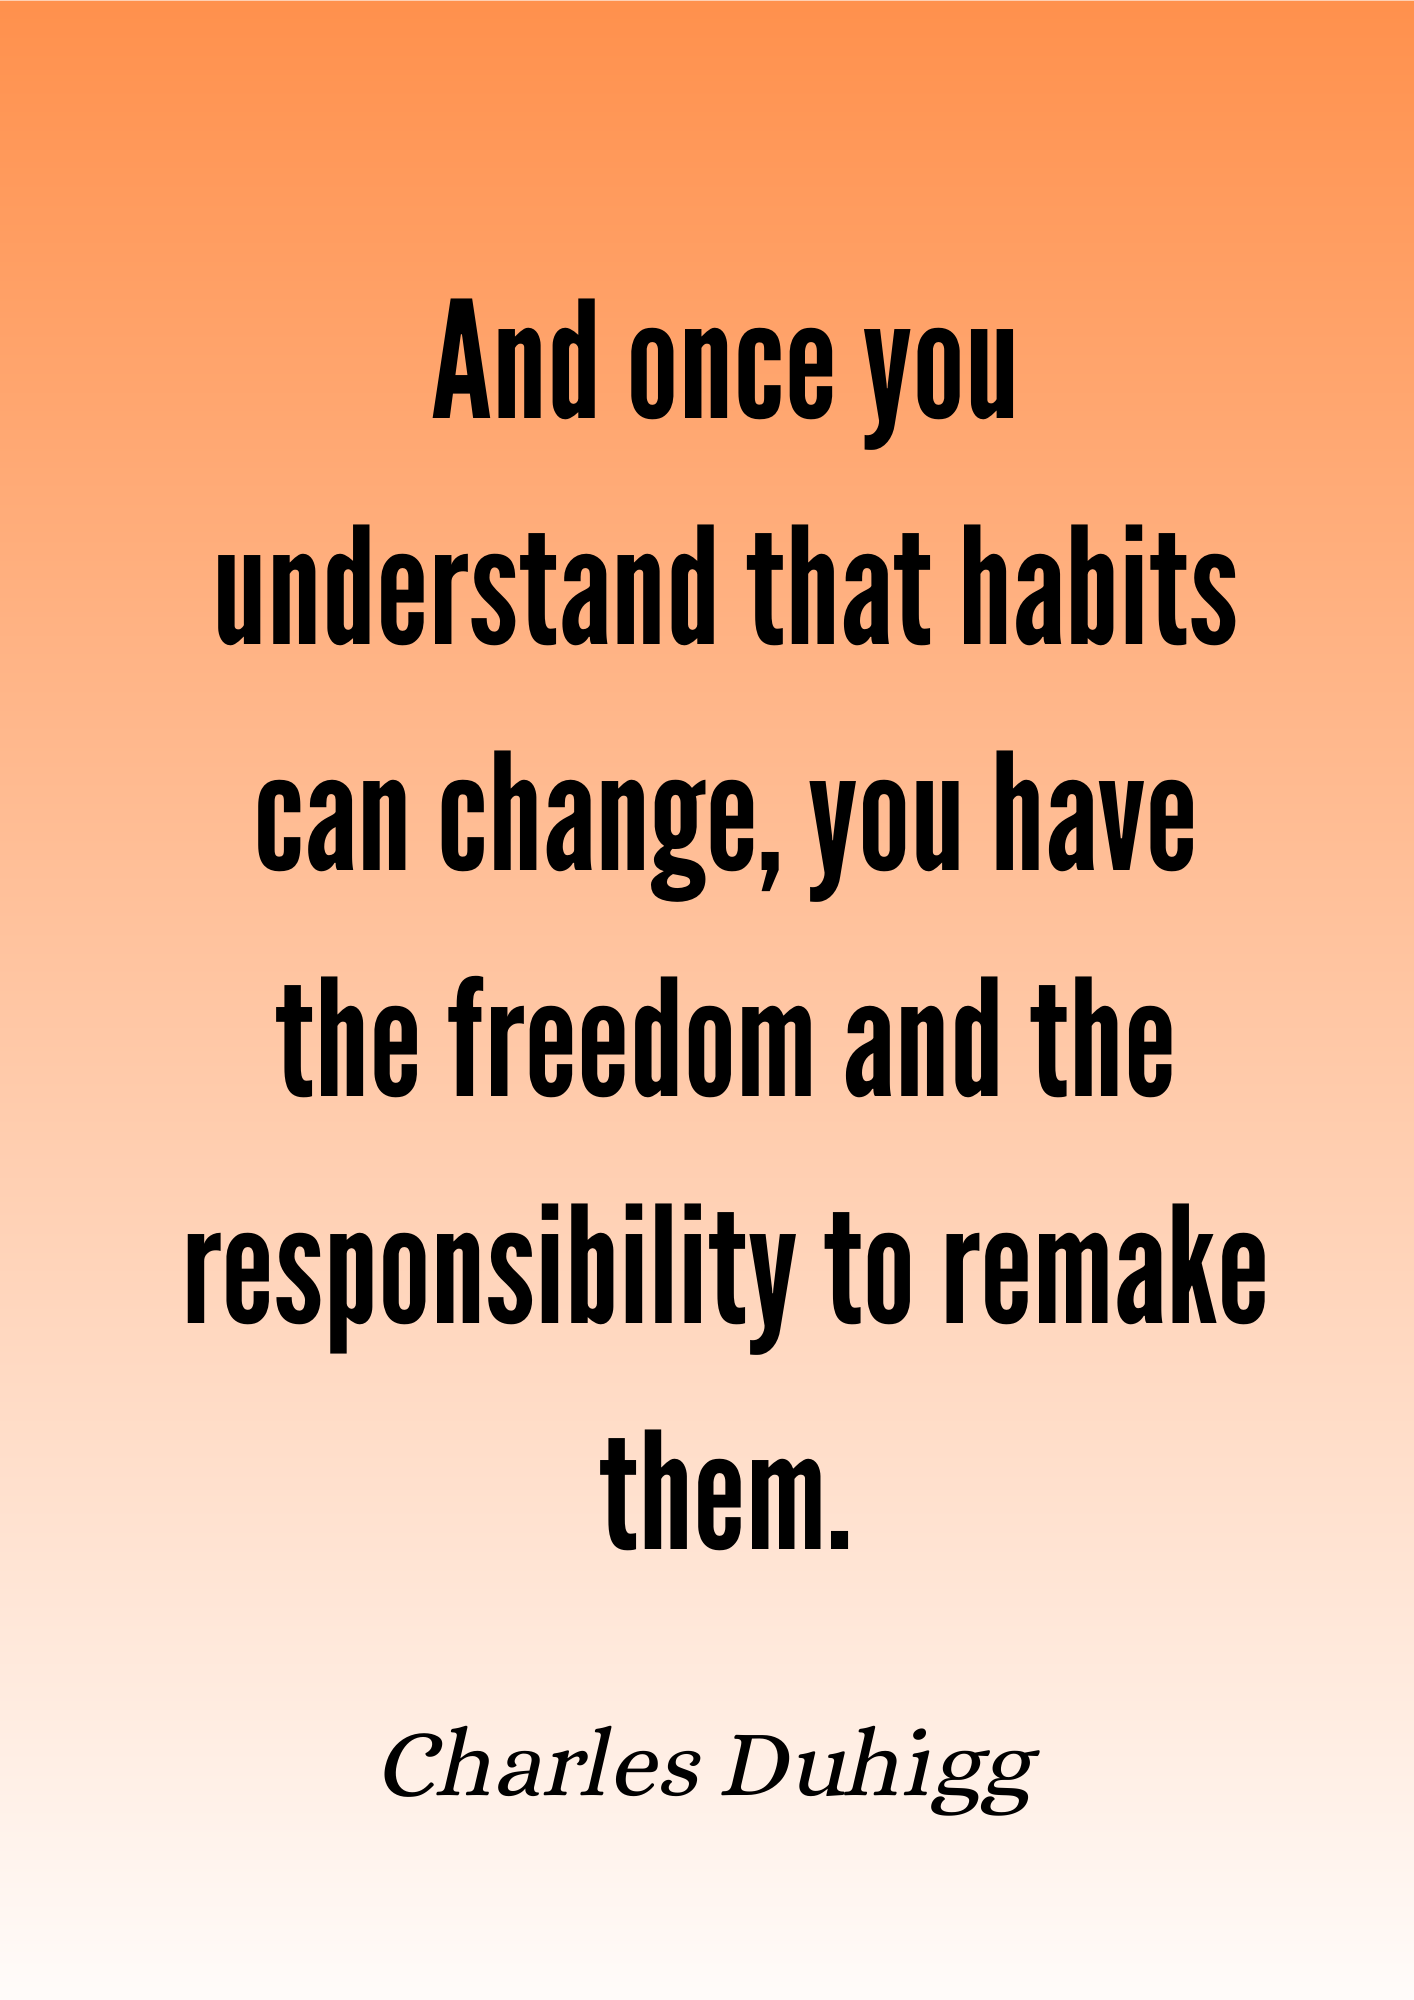 And once you
understand that habits
can change, you have
the freedom and the
responsibility to remake
them.
Charles Duhigg